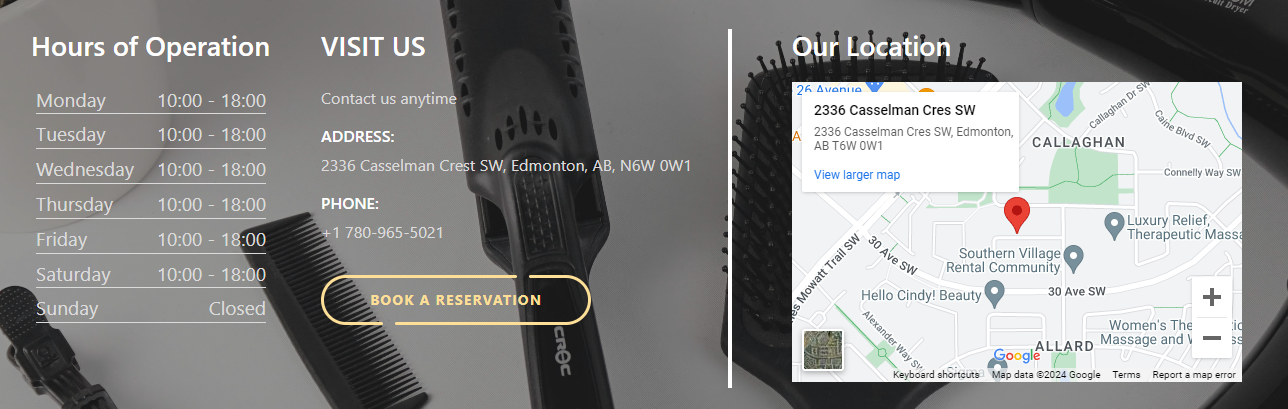 Hours of Operation
Monday 10:00 - 18:00
Tuesday 10:00 - 18:00
Wednesday 10:00 - 18:00
Thursday 10:00 - 18:00
Friday 10:00 - 18:00
Saturday 10:00 - 18:00
Sunday Closed
VISIT US
Contact us anytime
ADDRESS:
2336 Casselman Crest SW, Edmonton, AB, N6W 0W1
PHONE:
+1 780-965-5021
BOOK A RESERVATION
CROC
Our Location
26 Avenue
2336 Casselman Cres SW
2336 Casselman Cres SW, Edmonton,
AB T6W 0W1
View larger map
Callaghan Dr SW
Caine Blvd SW
CALLAGHAN
Connelly Way SW
Luxury Relief,
Therapeutic Massa
30 Ave SW
Southern Village
Rental Community
Mowatt Trail SW
Hello Cindy! Beauty
30 Ave SW
Alexander Way SW
Women's The
Massage and W
ALLARD
Google
Keyboard shortcuts
Map data ©2024 Google
Terms
Report a map error